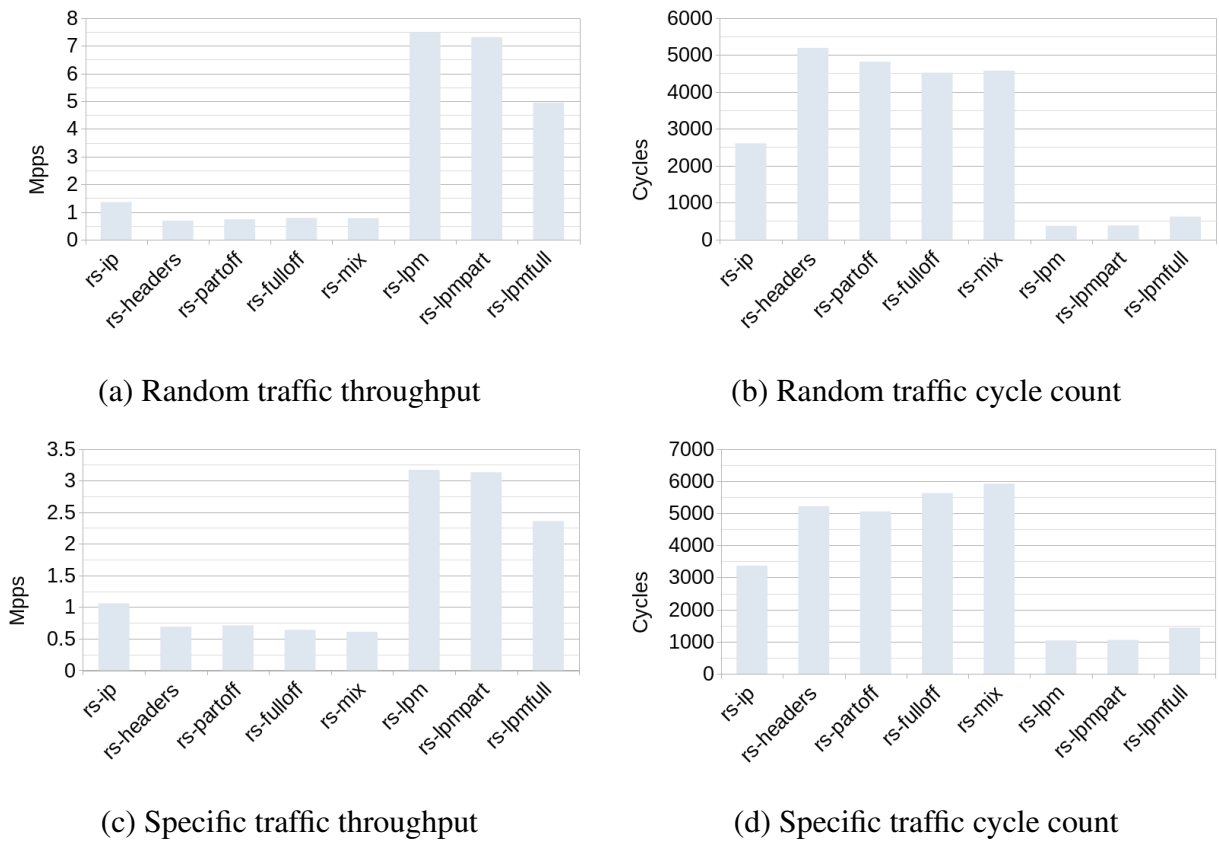 8
7
6
5
4
3
2
1
0
Mpps
rs-ip
rs-headers
rs-partoff
rs-fulloff
rs-mix
rs-lpm
rs-lpmpart
rs-lpmfull
(a) Random traffic throughput
6000
5000
4000
3000
2000
1000
0
Cycles
rs-ip
rs-headers
rs-partoff
rs-fulloff
rs-mix
rs-lpm
rs-lpmpart
rs-lpmfull
(b) Random traffic cycle count
3.5
3
2.5
2
1.5
1
0.5
0
Mpps
rs-ip
rs-headers
rs-partoff
rs-fulloff
rs-mix
rs-lpm
rs-lpmpart
rs-lpmfull
(c) Specific traffic throughput
7000
6000
5000
4000
3000
2000
1000
0
Cycles
rs-ip
rs-headers
rs-partoff
rs-fulloff
rs-mix
rs-lpm
rs-lpmpart
rs-lpmfull
(d) Specific traffic cycle count